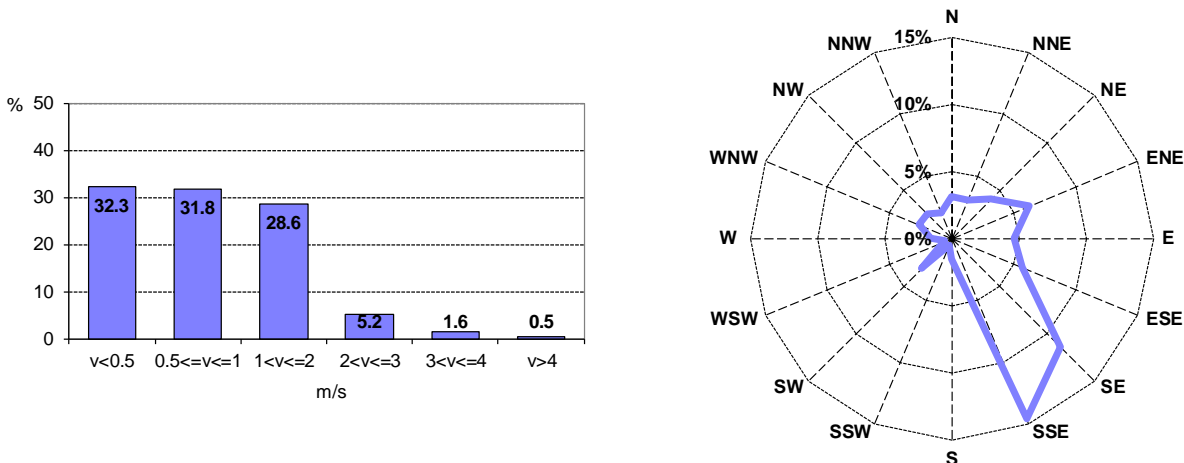 %
50
40
30
20
10
0
32.3
31.8
28.6
5.2
1.6
0.5
v<0.5
0.5<=v<=1
1<v<=2
2<v<=3
3<v<=4
v>4
m/s
N
NNE
NE
ENE
E
ESE
SE
SSE
S
SSW
SW
WSW
W
WNW
NW
NNW
15%
10%
5%
0%